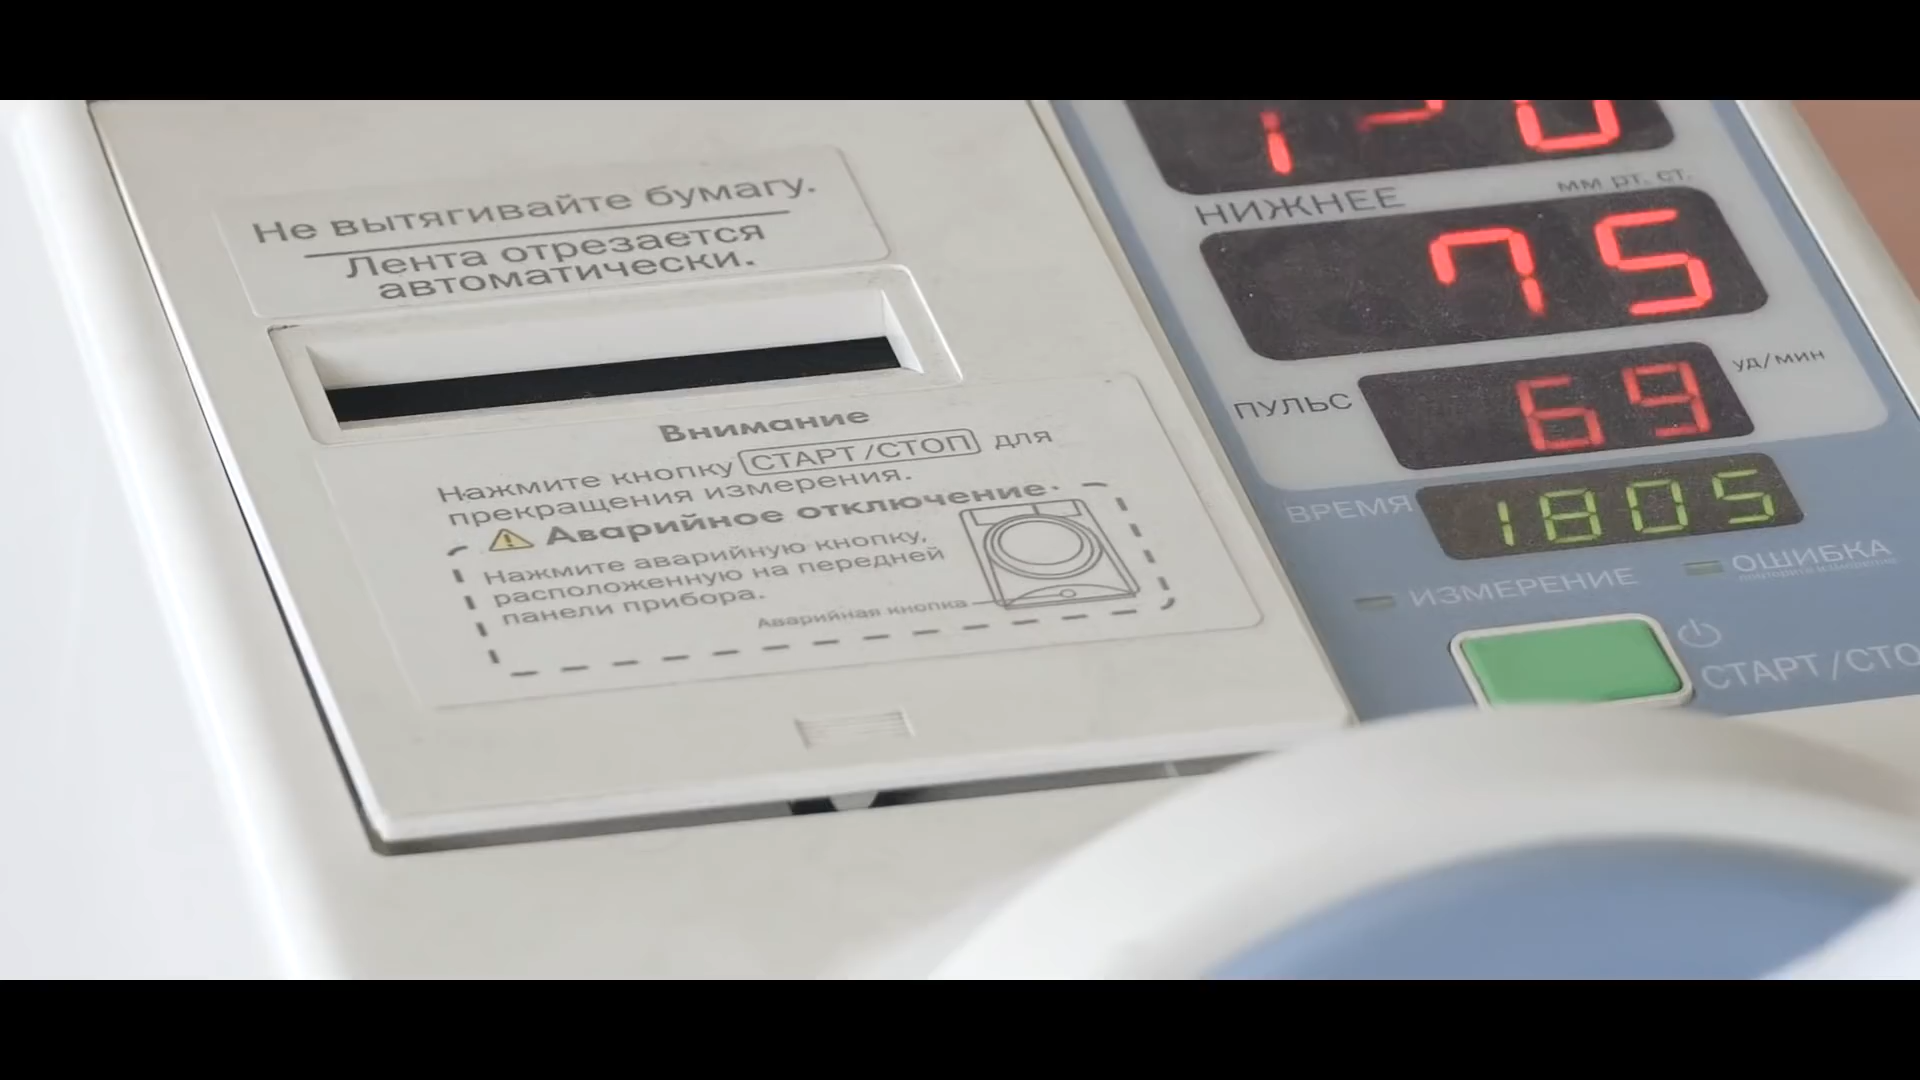 Не вытягивайте бумагу.
Лента отрезается
автоматически.
Внимание
Нажмите кнопку СТАРТ/СТОП для
прекращения измерения.
Аварийное отключение.
Нажмите аварийную кнопку,
расположенную на передней
панели прибора.
Аварийная кнопка
мм рт. ст.
НИЖНЕЕ
75
ПУЛЬС 69 уд/мин
ВРЕМЯ 1805
ИЗМЕРЕНИЕ
ОШИБКА
СТАРТ/СТО